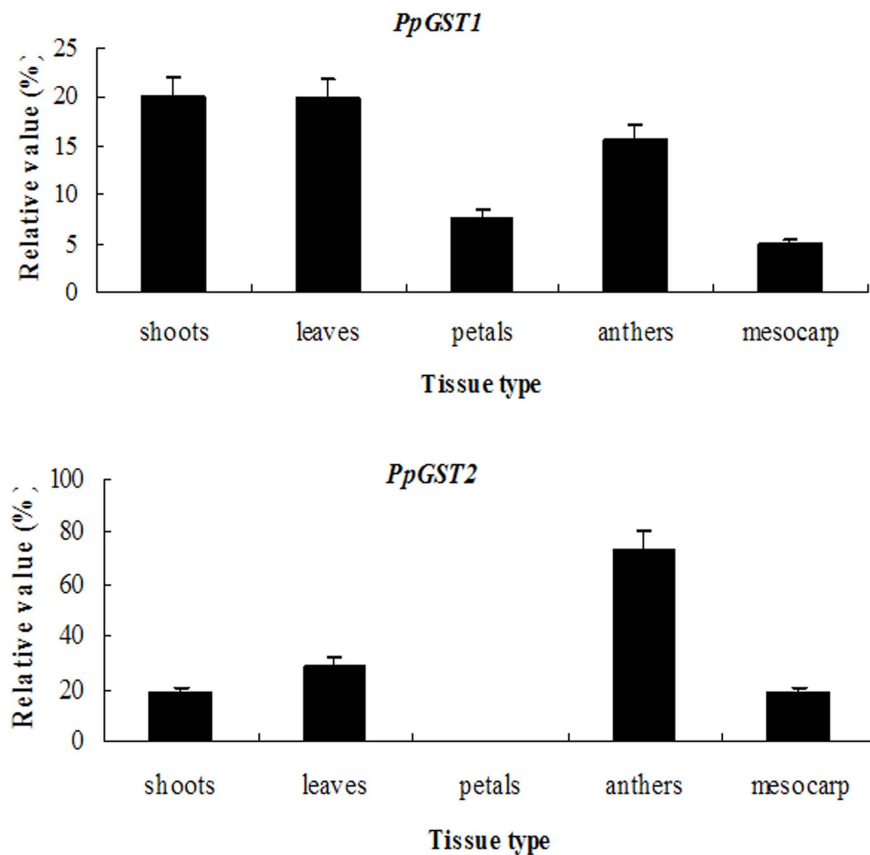 PpGST1
Relative value (%)
25
20
15
10
5
0
shoots leaves petals anthers mesocarp
Tissue type
PpGST2
Relative value (%)
100
80
60
40
20
0
shoots leaves petals anthers mesocarp
Tissue type